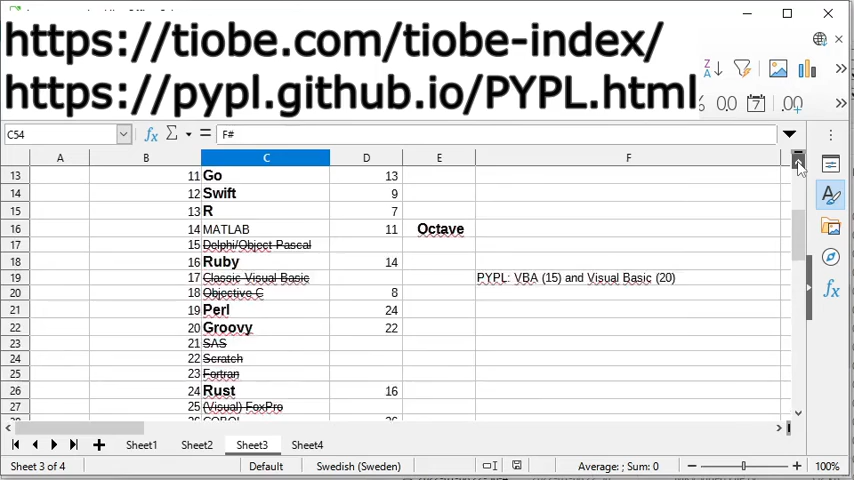 https://tiobe.com/tiobe-index/
https://pypl.github.io/PYPL.html
C54 F#
A B C D E F
13 11 Go 13
14 12 Swift 9
15 13 R 7
16 14 MATLAB 11 Octave
17 15 Delphi/Object Pascal
18 16 Ruby 14
19 17 Classic Visual Basic PYPL: VBA (15) and Visual Basic (20)
20 18 Objective C 8
21 19 Perl 24
22 20 Groovy 22
23 21 SAS
24 22 Scratch
25 23 Fortran
26 24 Rust 16
27 25 (Visual) FoxPro
Sheet1 Sheet2 Sheet3 Sheet4
Sheet 3 of 4 Default Swedish (Sweden) Average: ; Sum: 0 100%